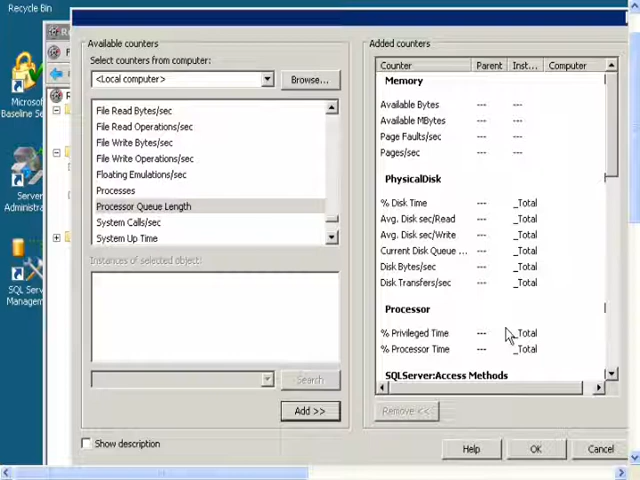 Recycle Bin
Microso
Baseline Se
Server
Administra
SQL Serve
Managem
Available counters
Select counters from computer:
<Local computer>
Browse...
File Read Bytes/sec
File Read Operations/sec
File Write Bytes/sec
File Write Operations/sec
Floating Emulations/sec
Processes
Processor Queue Length
System Calls/sec
System Up Time
Instances of selected object:
Search
Add >>
Show description
Added counters
Counter Parent Inst... Computer
Memory
Available Bytes --- ---
Available MBytes --- ---
Page Faults/sec --- ---
Pages/sec --- ---
PhysicalDisk
% Disk Time --- _Total
Avg. Disk sec/Read --- _Total
Avg. Disk sec/Write --- _Total
Current Disk Queue ... --- _Total
Disk Bytes/sec --- _Total
Disk Transfers/sec --- _Total
Processor
% Privileged Time --- _Total
% Processor Time --- _Total
SQLServer:Access Methods
Remove <<
Help OK Cancel